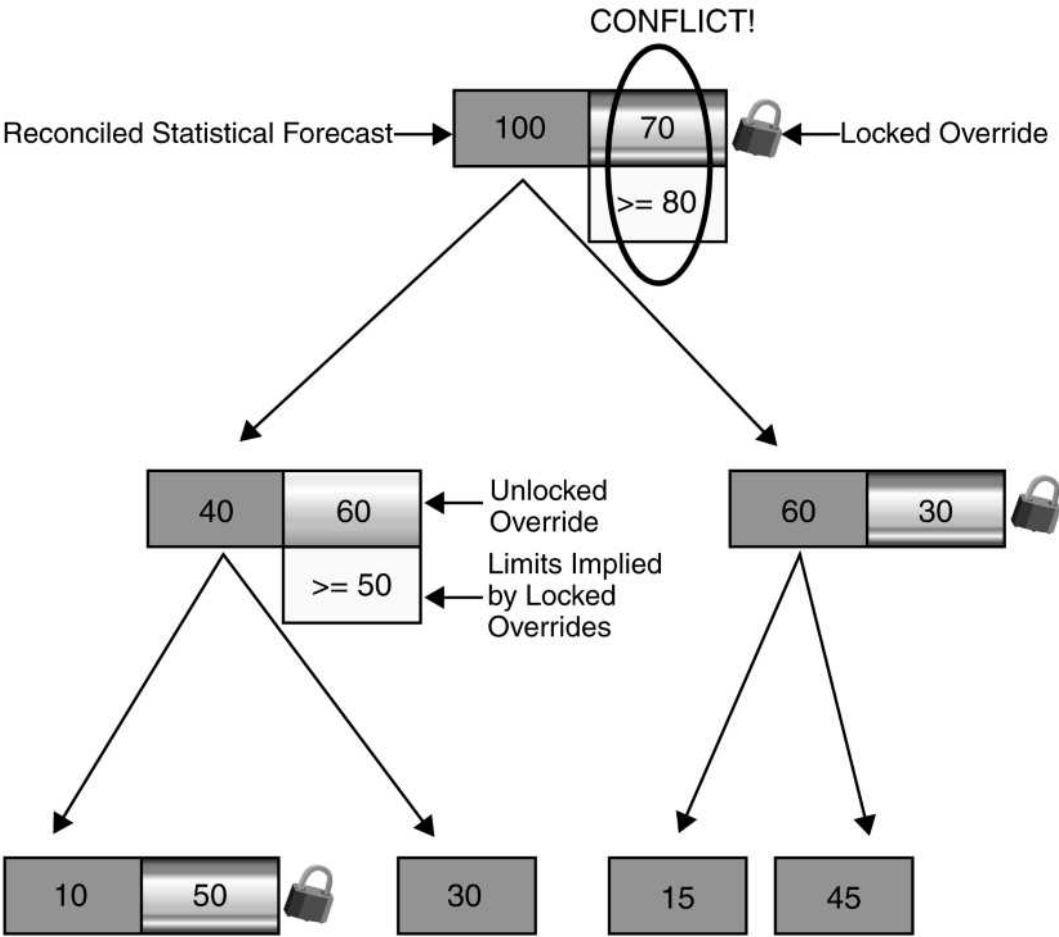 CONFLICT!
Reconciled Statistical Forecast
100
70
Locked Override
>= 80
40
60
Unlocked
Override
60
30
>= 50
Limits Implied
by Locked
Overrides
10
50
30
15
45